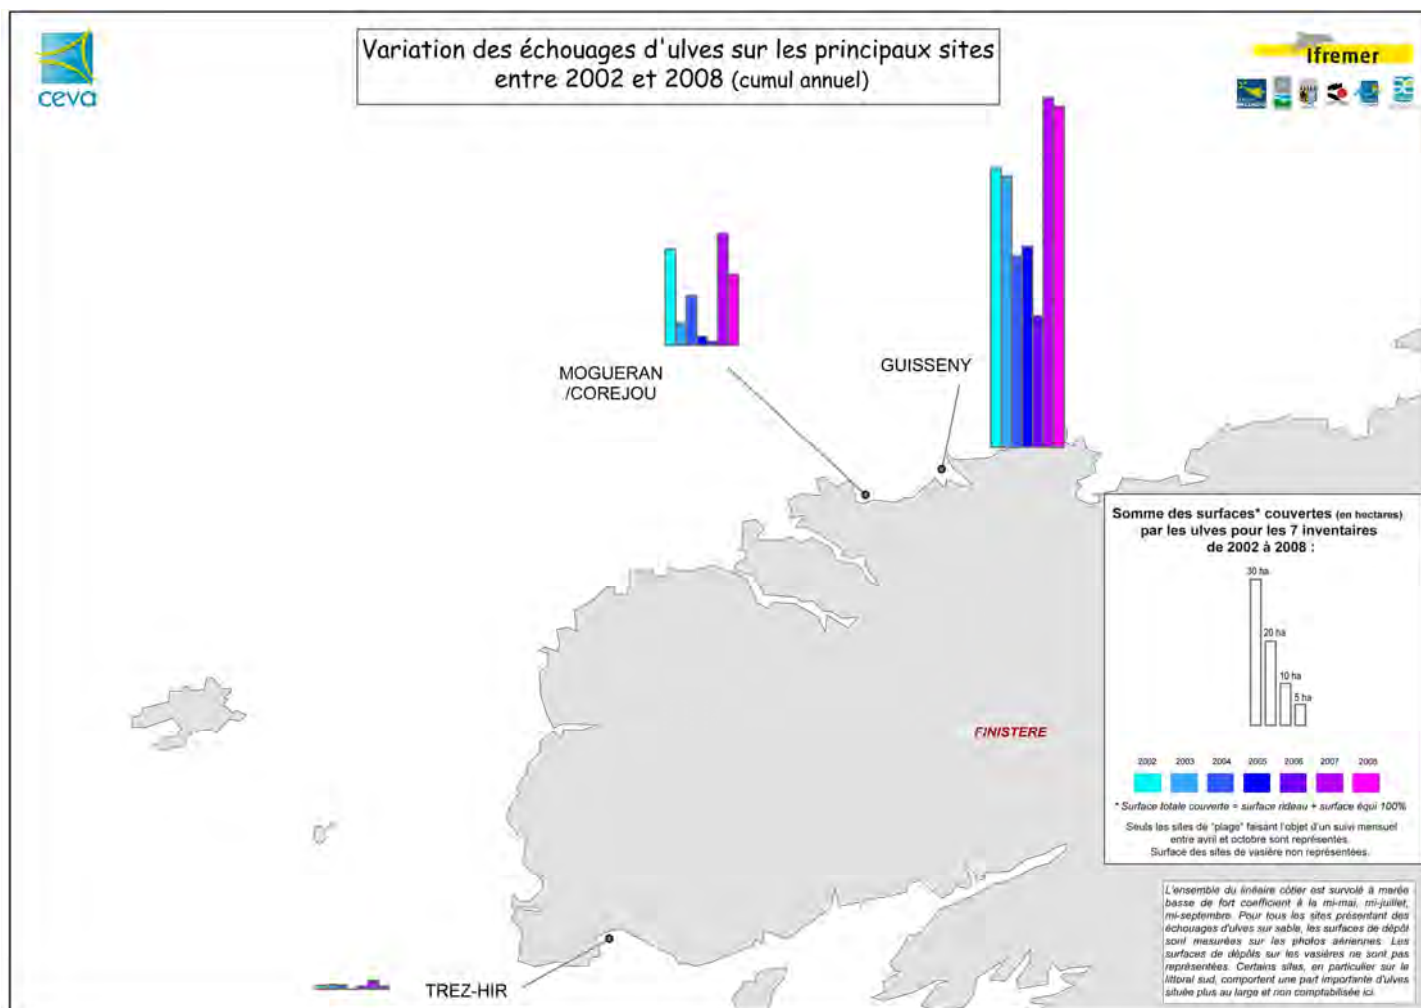 ceva
Variation des échouages d'ulves sur les principaux sites
entre 2002 et 2008 (cumul annuel)
Ifremer
MOGUERAN
/COREJOU
GUISSENY
Somme des surfaces* couvertes (en hectares)
par les ulves pour les 7 inventaires
de 2002 à 2008 :
30 ha
20 ha
10 ha
5 ha
FINISTERE
2002 2003 2004 2005 2006 2007 2008
* Surface totale couverte = surface rideau + surface équi 100%
Seuls les sites de "plage" faisant l'objet d'un suivi mensuel
entre avril et octobre sont représentés.
Surface des sites de vasière non représentées.
L'ensemble du linéaire côtier est survolé à marée
basse de fort coefficient à la mi-mai, mi-juillet,
mi-septembre. Pour tous les sites présentant des
échouages d'ulves sur sable, les surfaces de dépôt
sont mesurées sur les photos aériennes. Les
surfaces de dépôts sur les vasières ne sont pas
représentées. Certains sites, en particulier sur le
littoral sud, comportent une part importante d'ulves
située plus au large et non comptabilisée ici.
TREZ-HIR